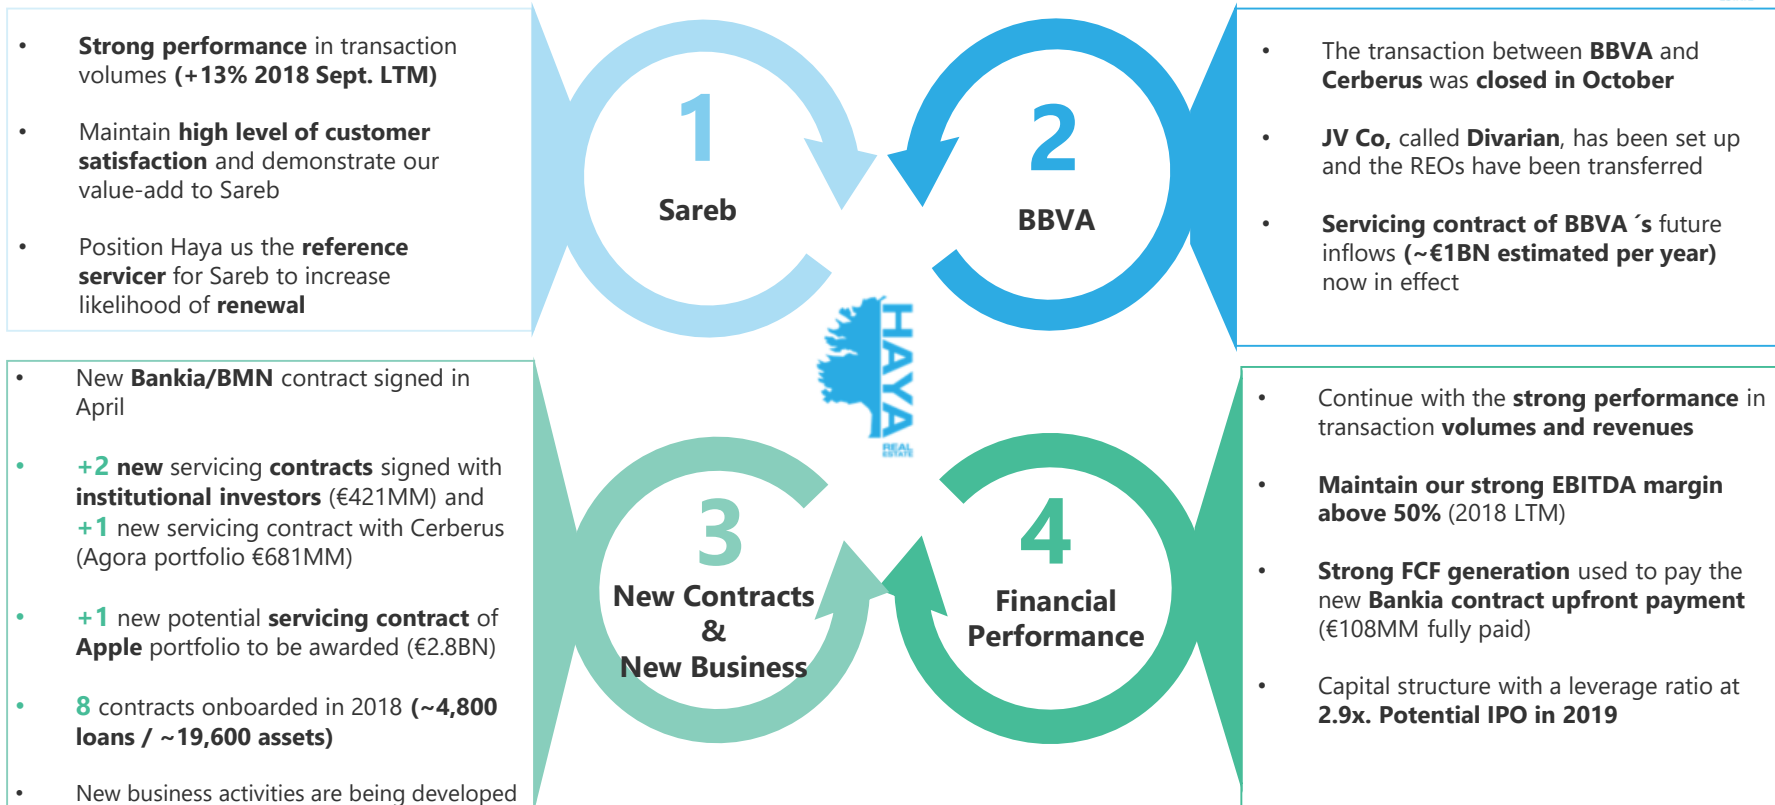 • Strong performance in transaction
volumes (+13% 2018 Sept. LTM)
• Maintain high level of customer
satisfaction and demonstrate our
value-add to Sareb
• Position Haya us the reference
servicer for Sareb to increase
likelihood of renewal
1
Sareb
2
BBVA
• The transaction between BBVA and
Cerberus was closed in October
• JV Co, called Divarian, has been set up
and the REOs have been transferred
• Servicing contract of BBVA ´s future
inflows (~€1BN estimated per year)
now in effect
HAYA
REAL
ESTATE
• New Bankia/BMN contract signed in
April
• +2 new servicing contracts signed with
institutional investors (€421MM) and
+1 new servicing contract with Cerberus
(Agora portfolio €681MM)
• +1 new potential servicing contract of
Apple portfolio to be awarded (€2.8BN)
• 8 contracts onboarded in 2018 (~4,800
loans / ~19,600 assets)
• New business activities are being developed
3
New Contracts
&
New Business
4
Financial
Performance
• Continue with the strong performance in
transaction volumes and revenues
• Maintain our strong EBITDA margin
above 50% (2018 LTM)
• Strong FCF generation used to pay the
new Bankia contract upfront payment
(€108MM fully paid)
• Capital structure with a leverage ratio at
2.9x. Potential IPO in 2019